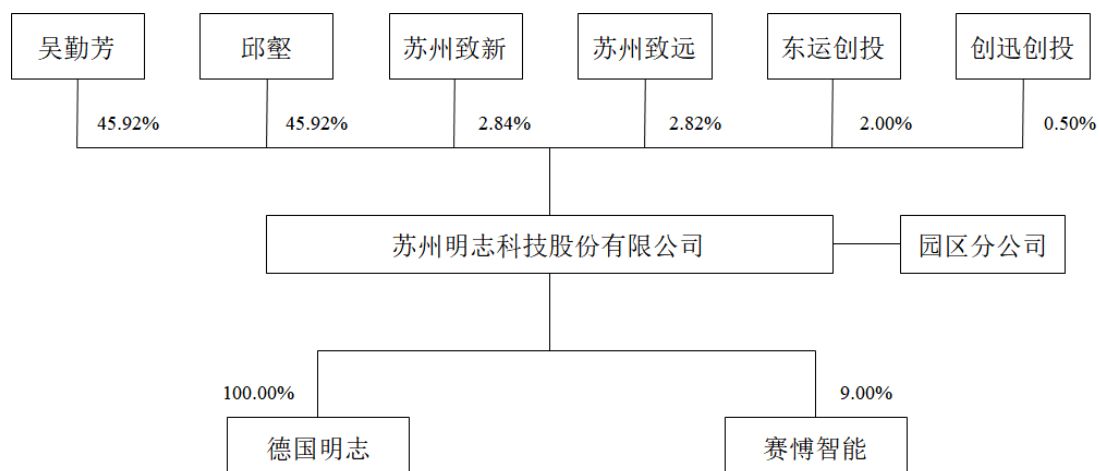 吴勤芳 邱壑 苏州致新 苏州致远 东运创投 创迅创投
45.92% 45.92% 2.84% 2.82% 2.00% 0.50%
苏州明志科技股份有限公司 园区分公司
100.00% 9.00%
德国明志 赛愽智能